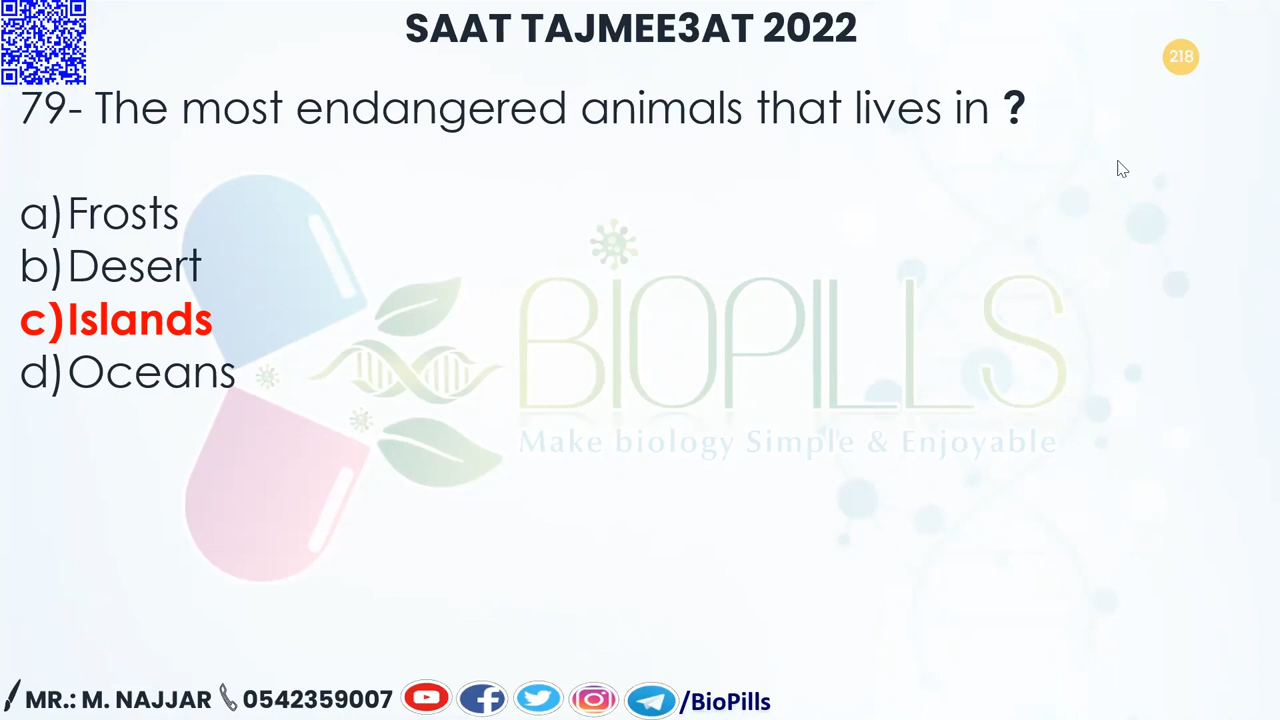 SAAT TAJMEE3AT 2022
218
79- The most endangered animals that lives in ?
a) Frosts
b) Desert
c) Islands
d) Oceans
BIOPILLS
Make biology Simple & Enjoyable
MR.: M. NAJJAR 0542359007 /BioPills